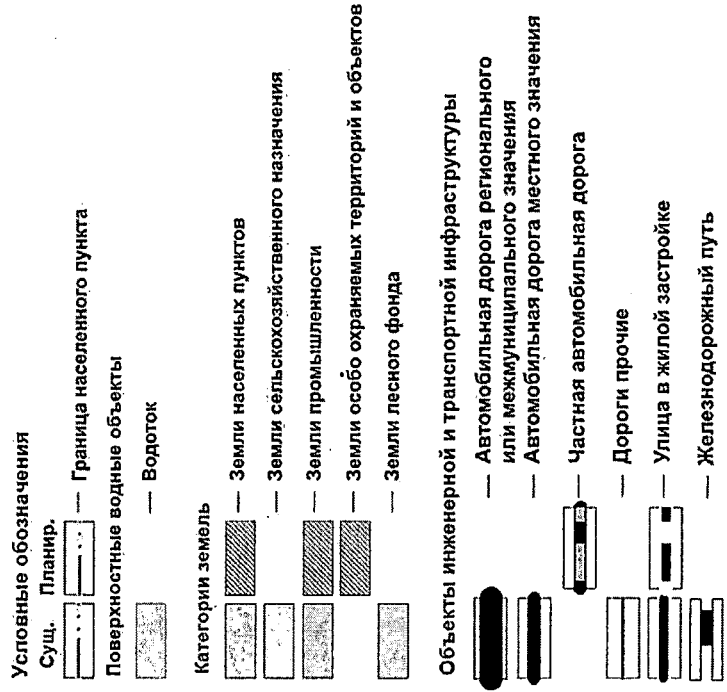 Условные обозначения
Сущ. Планир.
Граница населенного пункта
Поверхностные водные объекты
Водоток
Категории земель
Земли населенных пунктов
Земли сельскохозяйственного назначения
Земли промышленности
Земли особо охраняемых территорий и объектов
Земли лесного фонда
Объекты инженерной и транспортной инфраструктуры
Автомобильная дорога регионального
или межмуниципального значения
Автомобильная дорога местного значения
Частная автомобильная дорога
Дороги прочие
Улица в жилой застройке
Железнодорожный путь